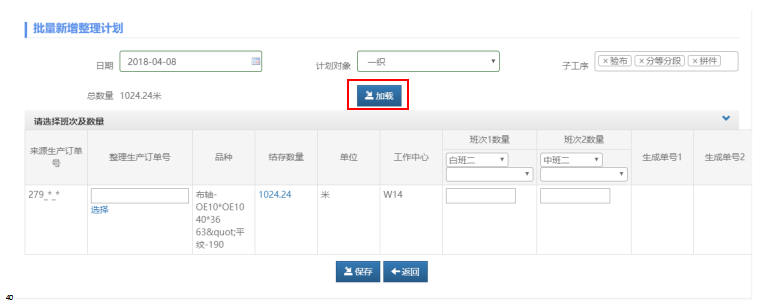 批量新增整理计划
日期 2018-04-08 计划对象 一织 子工序 ×验布 ×分等分段 ×拼件
总数量 1024.24米 加载
请选择班次及数量
来源生产订单号 整理生产订单号 品种 结存数量 单位 工作中心 班次1数量 班次2数量 生成单号1 生成单号2
白班二 中班二
279_*_* 选择 布轴-
OE10*OE10
40*36
63&quot;平
纹-190
1024.24 米 W14
保存 返回
40